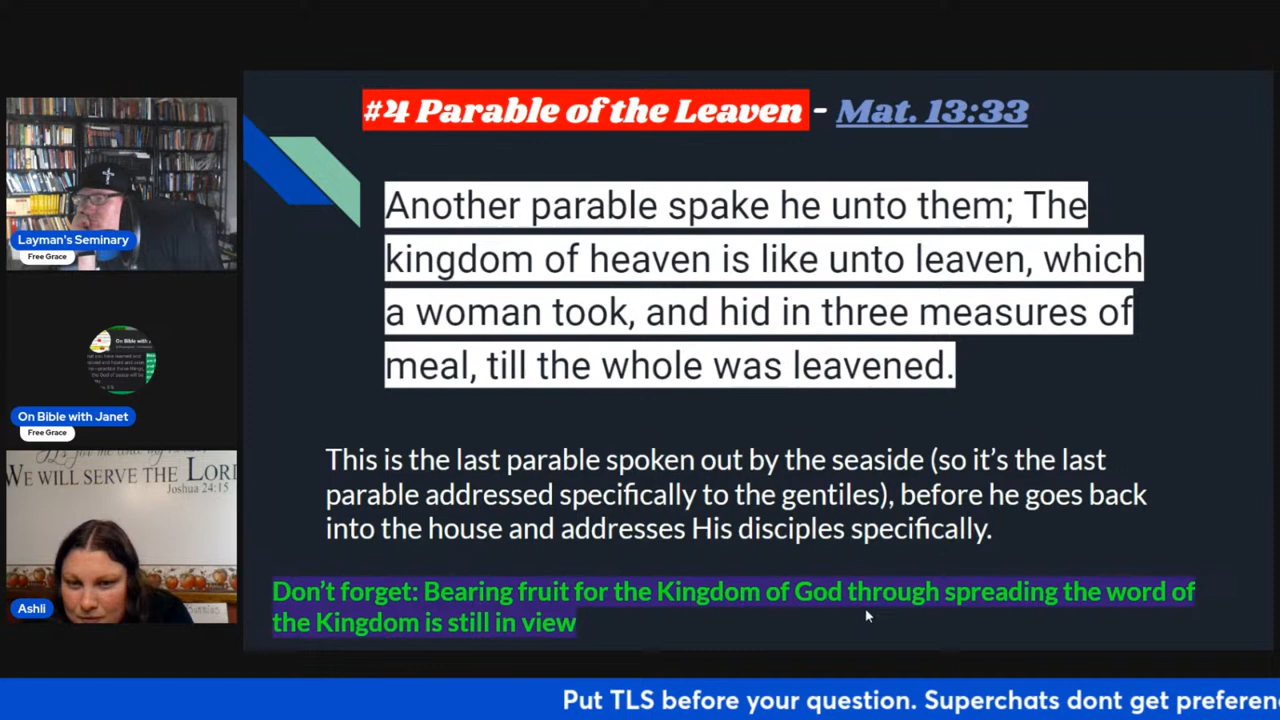 #4 Parable of the Leaven - Mat. 13:33
Another parable spake he unto them; The
kingdom of heaven is like unto leaven, which
a woman took, and hid in three measures of
meal, till the whole was leavened.
This is the last parable spoken out by the seaside (so it's the last
parable addressed specifically to the gentiles), before he goes back
into the house and addresses His disciples specifically.
Don't forget: Bearing fruit for the Kingdom of God through spreading the word of
the Kingdom is still in view
Layman's Seminary
Free Grace
On Bible with Janet
Free Grace
WE WILL SERVE THE LORD
Joshua 24:15
Ashli
Put TLS before your question. Superchats dont get preferen